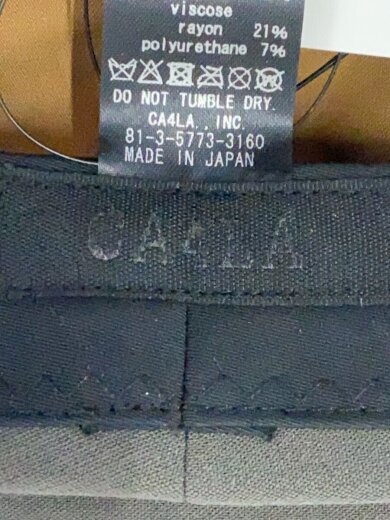 viscose
rayon 21%
polyurethane 7%
DO NOT TUMBLE DRY.
CA4LA., INC.
81-3-5773-3160
MADE IN JAPAN
CA4LA